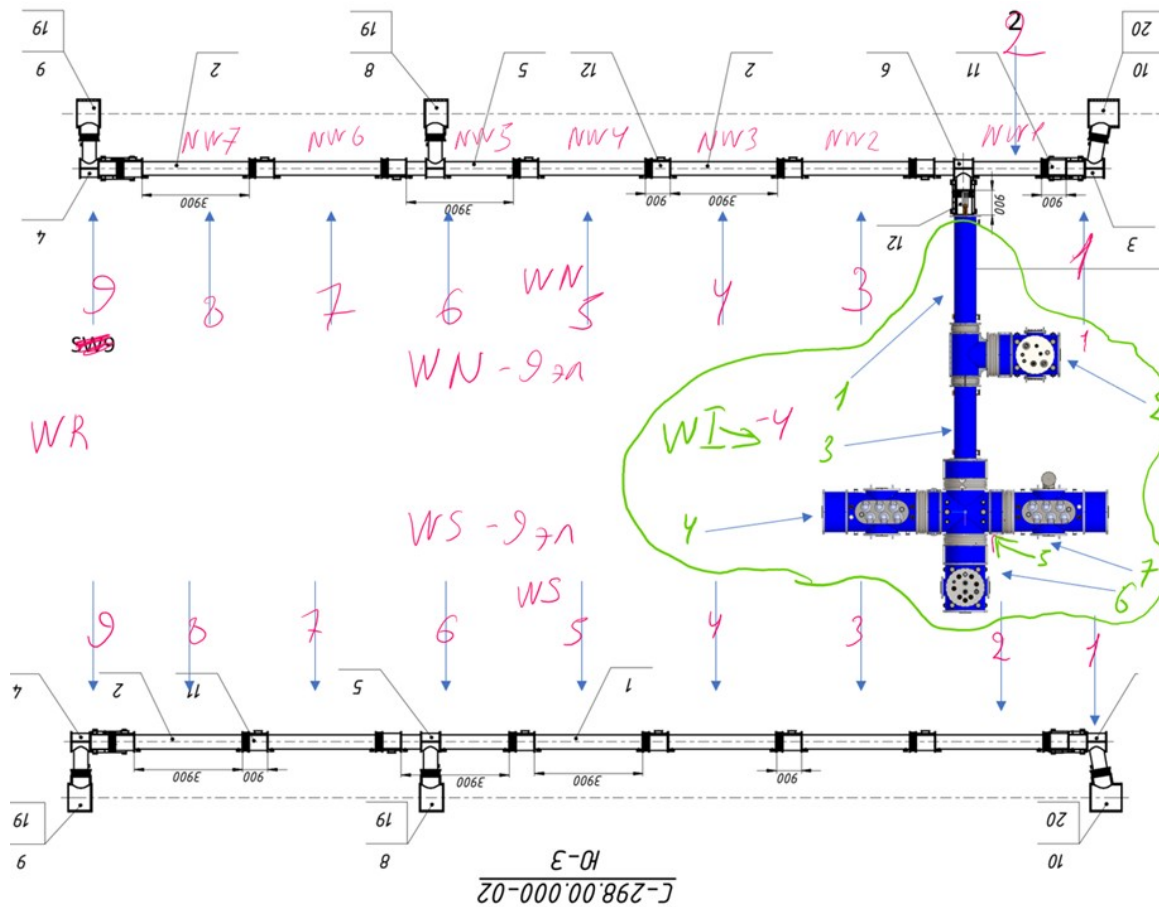 19 19 2 20
9 2 8 5 12 2 6 11 10
NW7 NW6 NW5 NW4 NW3 NW2 NW1
3900 3900 900 3900 900 900
4 12 3
9 8 7 6 WN 5 4 3 1
WN - 9 1 1 2
WR WI → -4 3
WS - 9 4 5 7
WS 6
9 8 7 6 5 4 3 2 1
4 2 11 5 1
3900 900 3900 3900 900
19 19 20
9 8 10
С-298.00.000-02
Ю-3